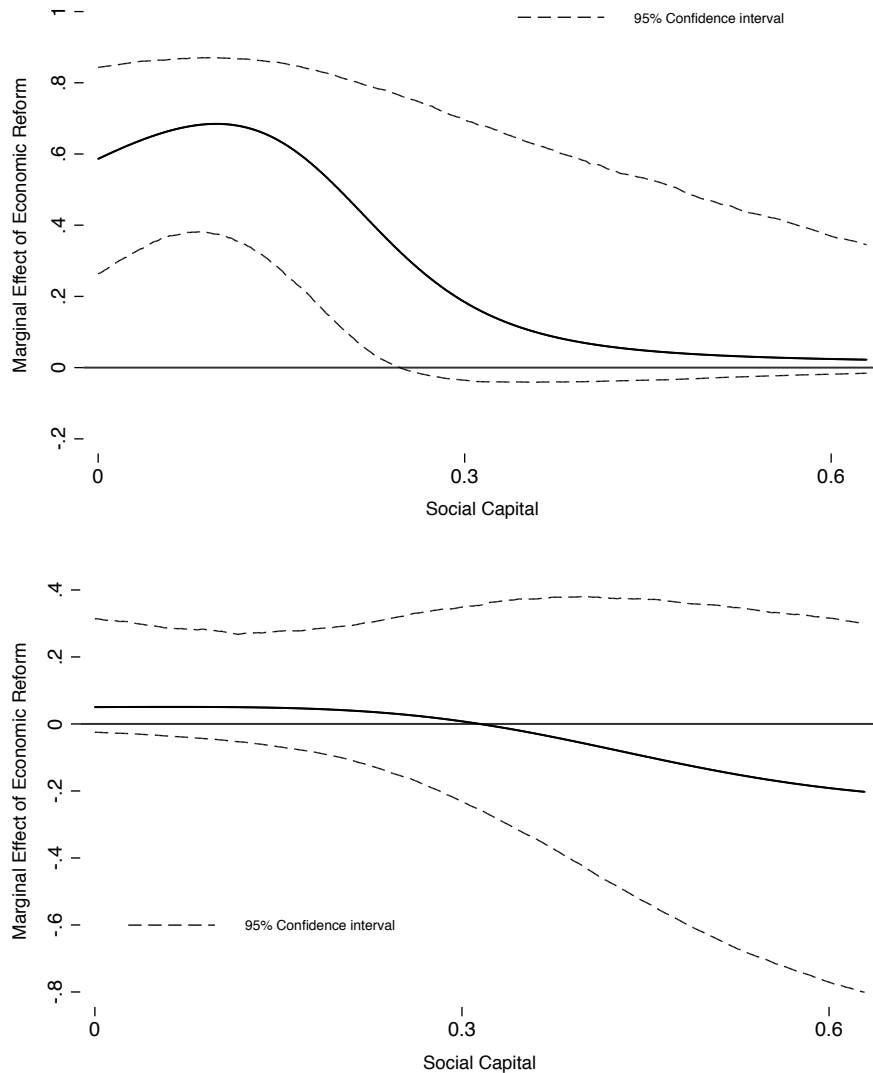 95% Confidence interval
1
.8
.6
.4
.2
0
-.2
Marginal Effect of Economic Reform
0 0.3 0.6
Social Capital
.4
.2
0
-.2
-.4
-.6
-.8
Marginal Effect of Economic Reform
95% Confidence interval
0 0.3 0.6
Social Capital